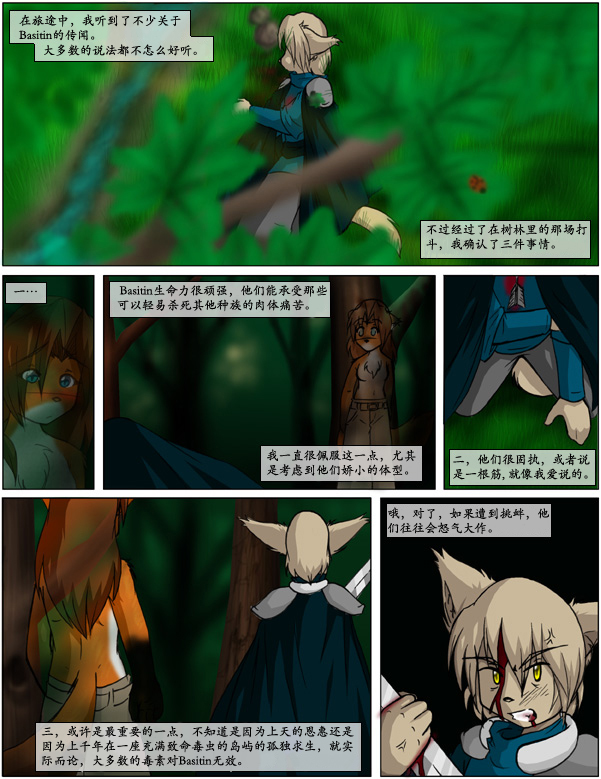 在旅途中，我听到了不少关于
Basitin的传闻。
大多数的说法都不怎么好听。
不过经过了在树林里的那场打
斗，我确认了三件事情。
一…
Basitin生命力很顽强，他们能承受那些
可以轻易杀死其他种族的肉体痛苦。
我一直很佩服这一点，尤其
是考虑到他们娇小的体型。
二，他们很固执，或者说
是一根筋，就像我爱说的。
三，或许是最重要的一点，不知道是因为上天的恩惠还是
因为上千年在一座充满致命毒虫的岛屿的孤独求生，就实
际而论，大多数的毒素对Basitin无效。
哦，对了，如果遭到挑衅，他
们往往会怒气大作。